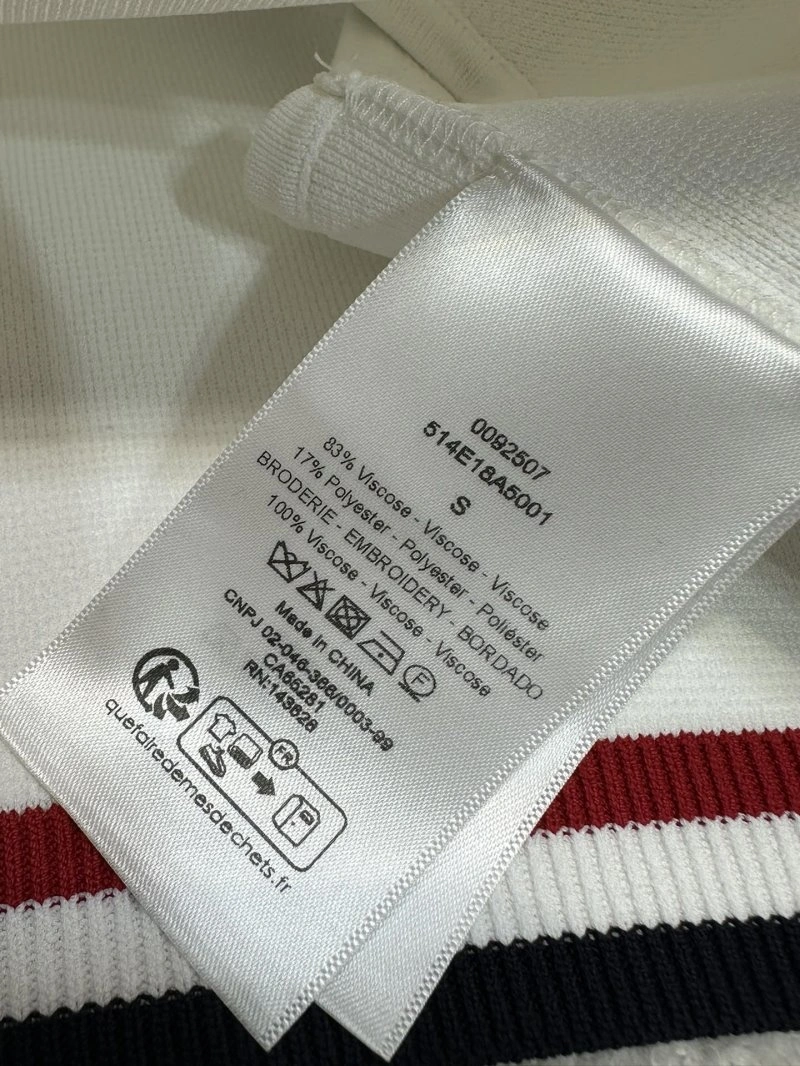 0092507
514E18A5001
S
83% Viscose - Viscose - Viscose
17% Polyester - Polyester - Poliéster
BRODERIE - EMBROIDERY - BORDADO
100% Viscose - Viscose - Viscose
F
Made in CHINA
CNPJ 02-046-386/0003-99
CA65281
RN:143828
FR
quefairedemesdechets.fr